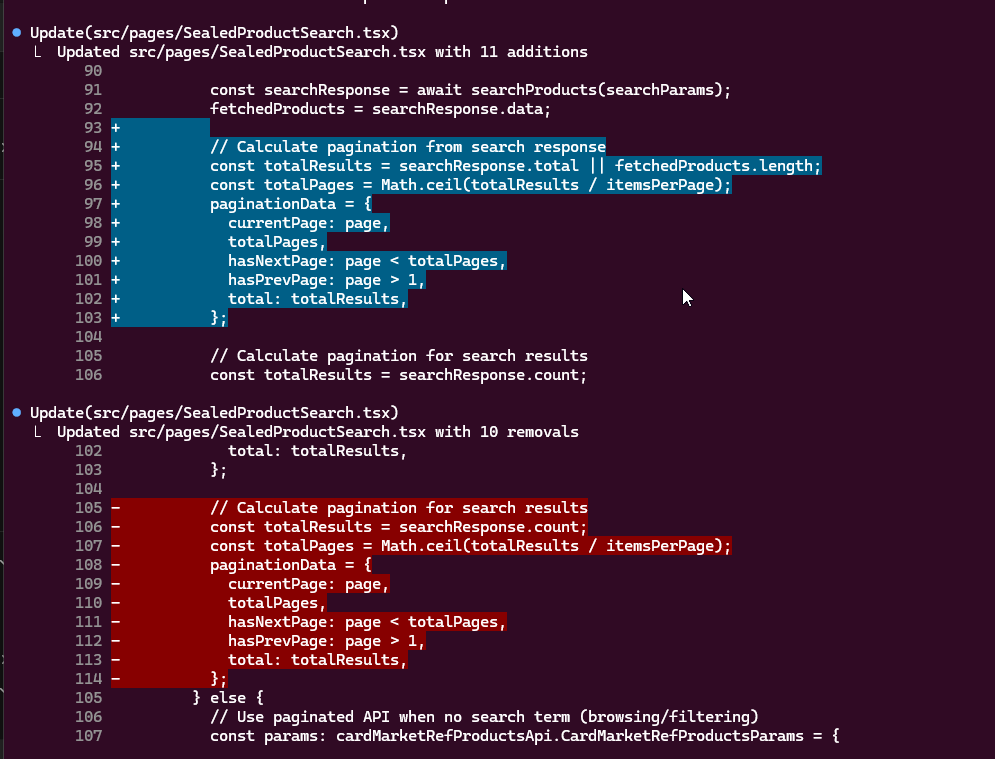 ● Update(src/pages/SealedProductSearch.tsx)
└ Updated src/pages/SealedProductSearch.tsx with 11 additions
90
91 const searchResponse = await searchProducts(searchParams);
92 fetchedProducts = searchResponse.data;
93 +
94 + // Calculate pagination from search response
95 + const totalResults = searchResponse.total || fetchedProducts.length;
96 + const totalPages = Math.ceil(totalResults / itemsPerPage);
97 + paginationData = {
98 + currentPage: page,
99 + totalPages,
100 + hasNextPage: page < totalPages,
101 + hasPrevPage: page > 1,
102 + total: totalResults,
103 + };
104
105 // Calculate pagination for search results
106 const totalResults = searchResponse.count;
● Update(src/pages/SealedProductSearch.tsx)
└ Updated src/pages/SealedProductSearch.tsx with 10 removals
102 total: totalResults,
103 };
104
105 - // Calculate pagination for search results
106 - const totalResults = searchResponse.count;
107 - const totalPages = Math.ceil(totalResults / itemsPerPage);
108 - paginationData = {
109 - currentPage: page,
110 - totalPages,
111 - hasNextPage: page < totalPages,
112 - hasPrevPage: page > 1,
113 - total: totalResults,
114 - };
105 } else {
106 // Use paginated API when no search term (browsing/filtering)
107 const params: cardMarketRefProductsApi.CardMarketRefProductsParams = {